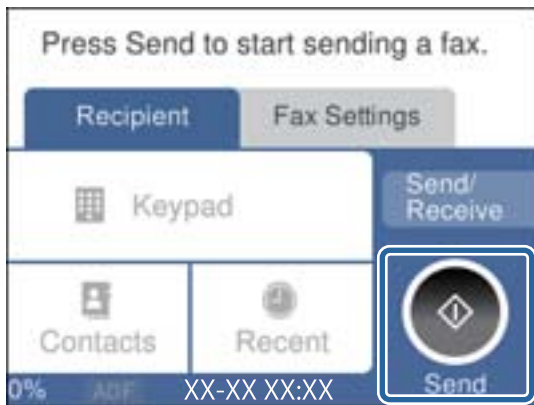 Press Send to start sending a fax.
Recipient
Fax Settings
Keypad
Send/
Receive
Contacts
Recent
0% ADF XX-XX XX:XX
Send